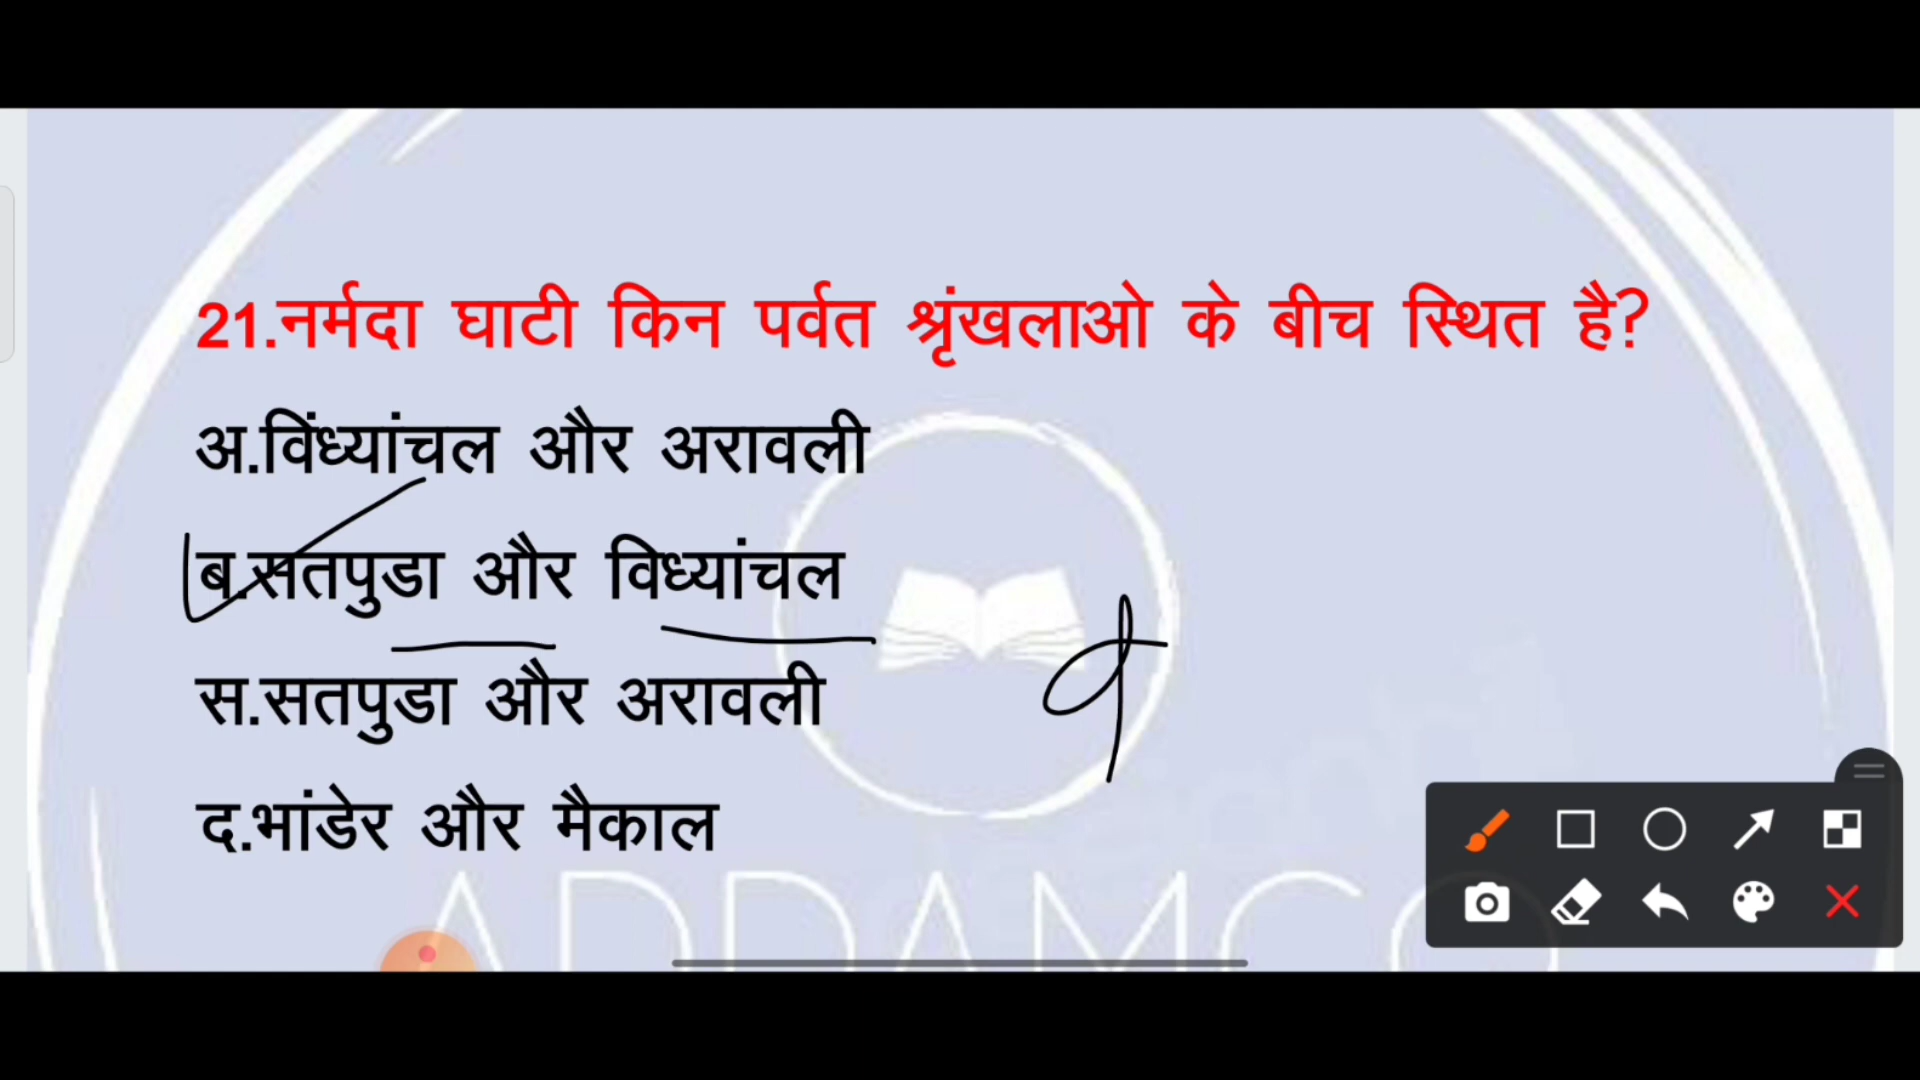 21.नर्मदा घाटी किन पर्वत श्रृंखलाओ के बीच स्थित है?
अ.विंध्यांचल और अरावली
ब.सतपुडा और विध्यांचल
स.सतपुडा और अरावली
द.भांडेर और मैकाल